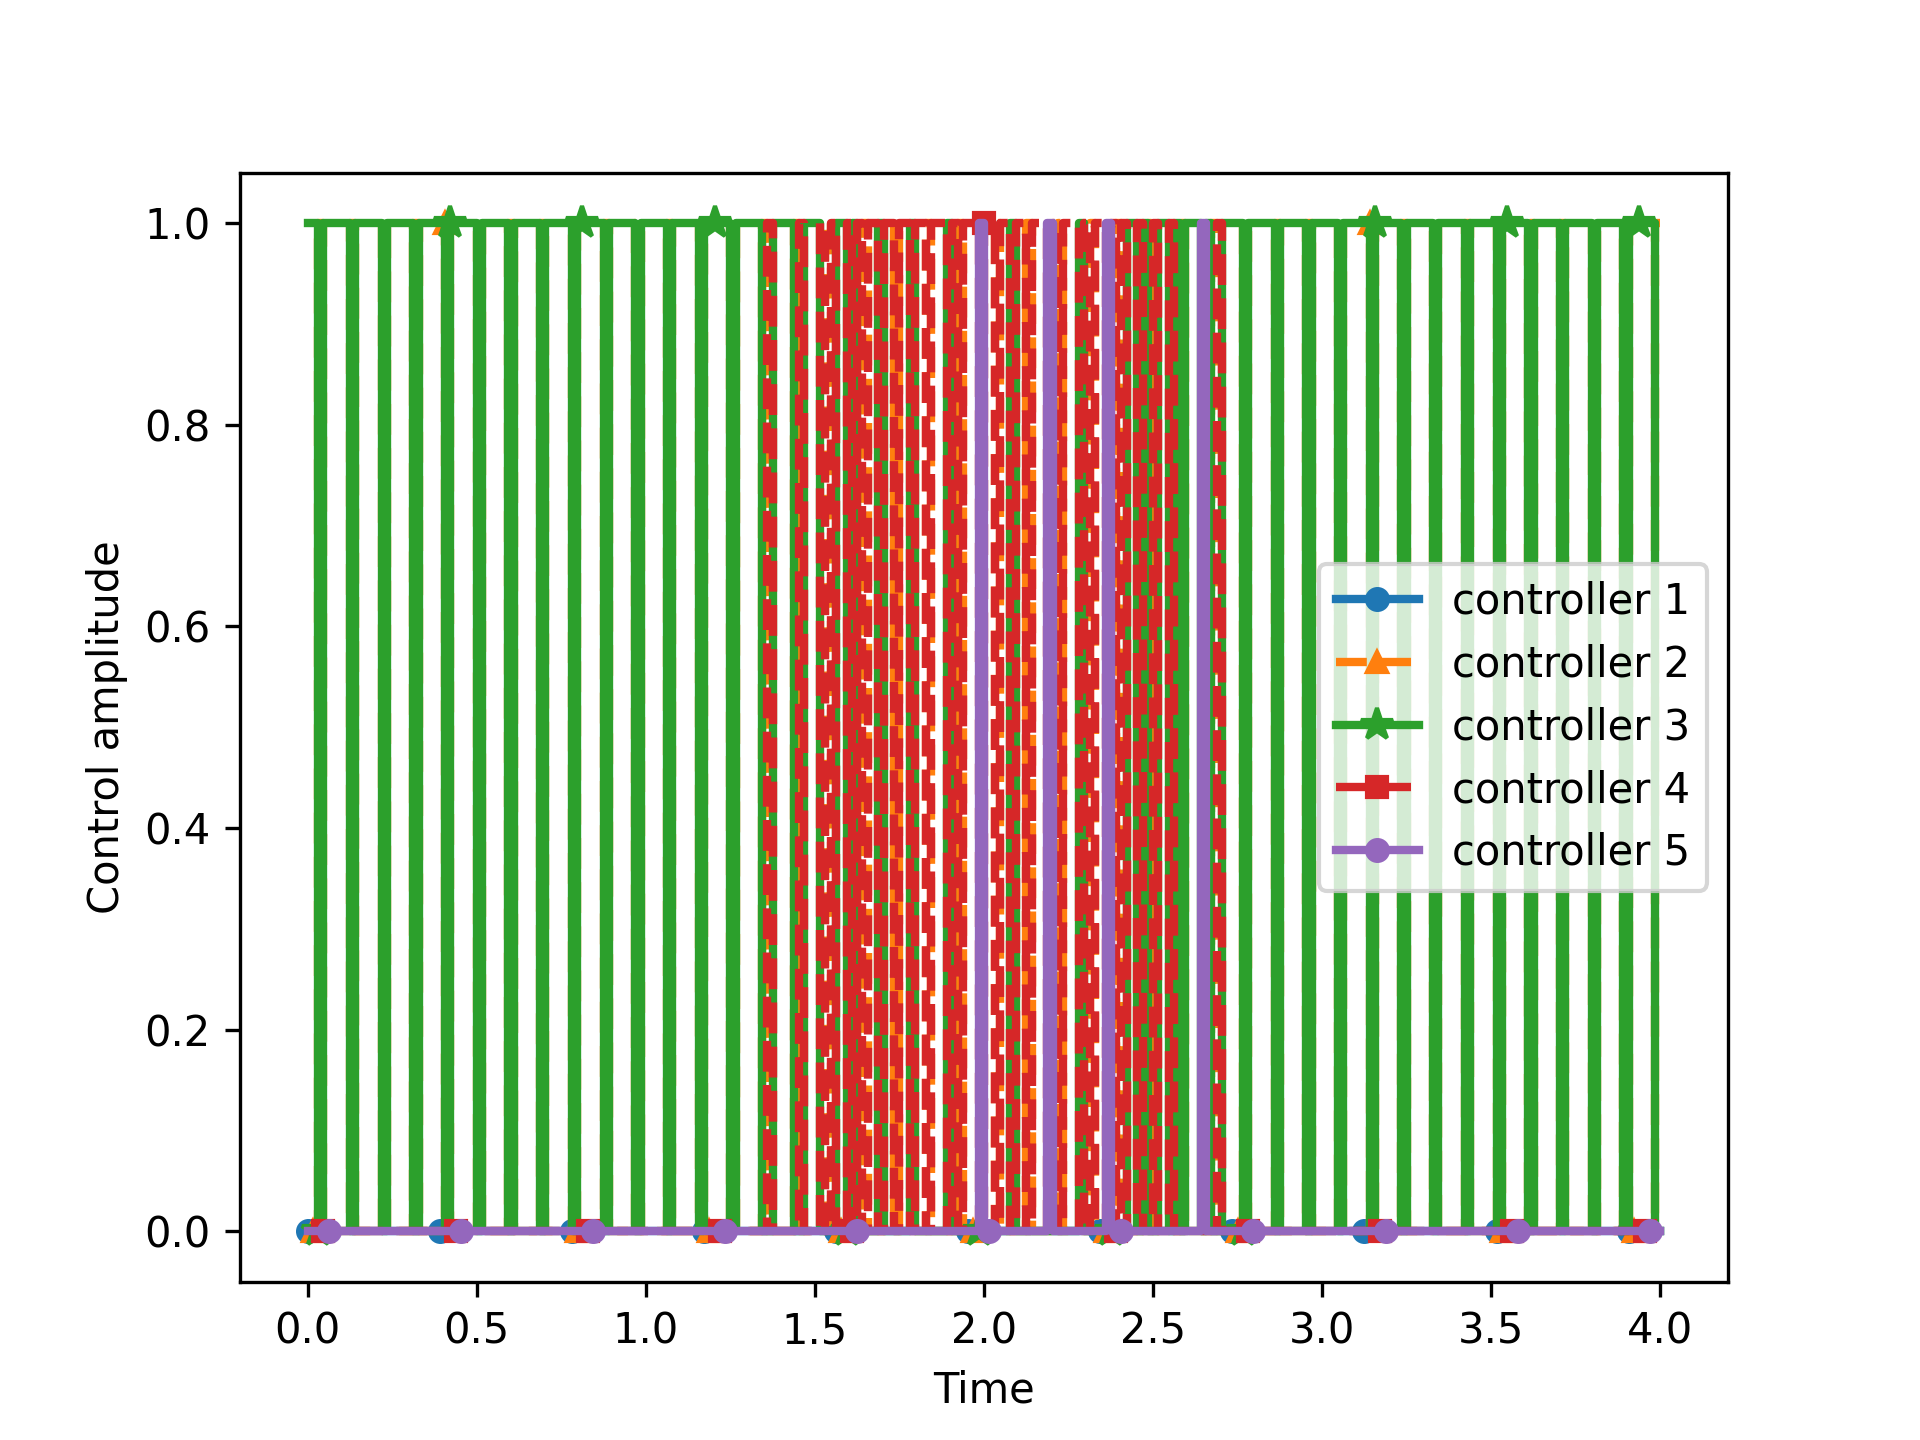 Control amplitude
1.0
0.8
0.6
0.4
0.2
0.0
controller 1
controller 2
controller 3
controller 4
controller 5
0.0 0.5 1.0 1.5 2.0 2.5 3.0 3.5 4.0
Time